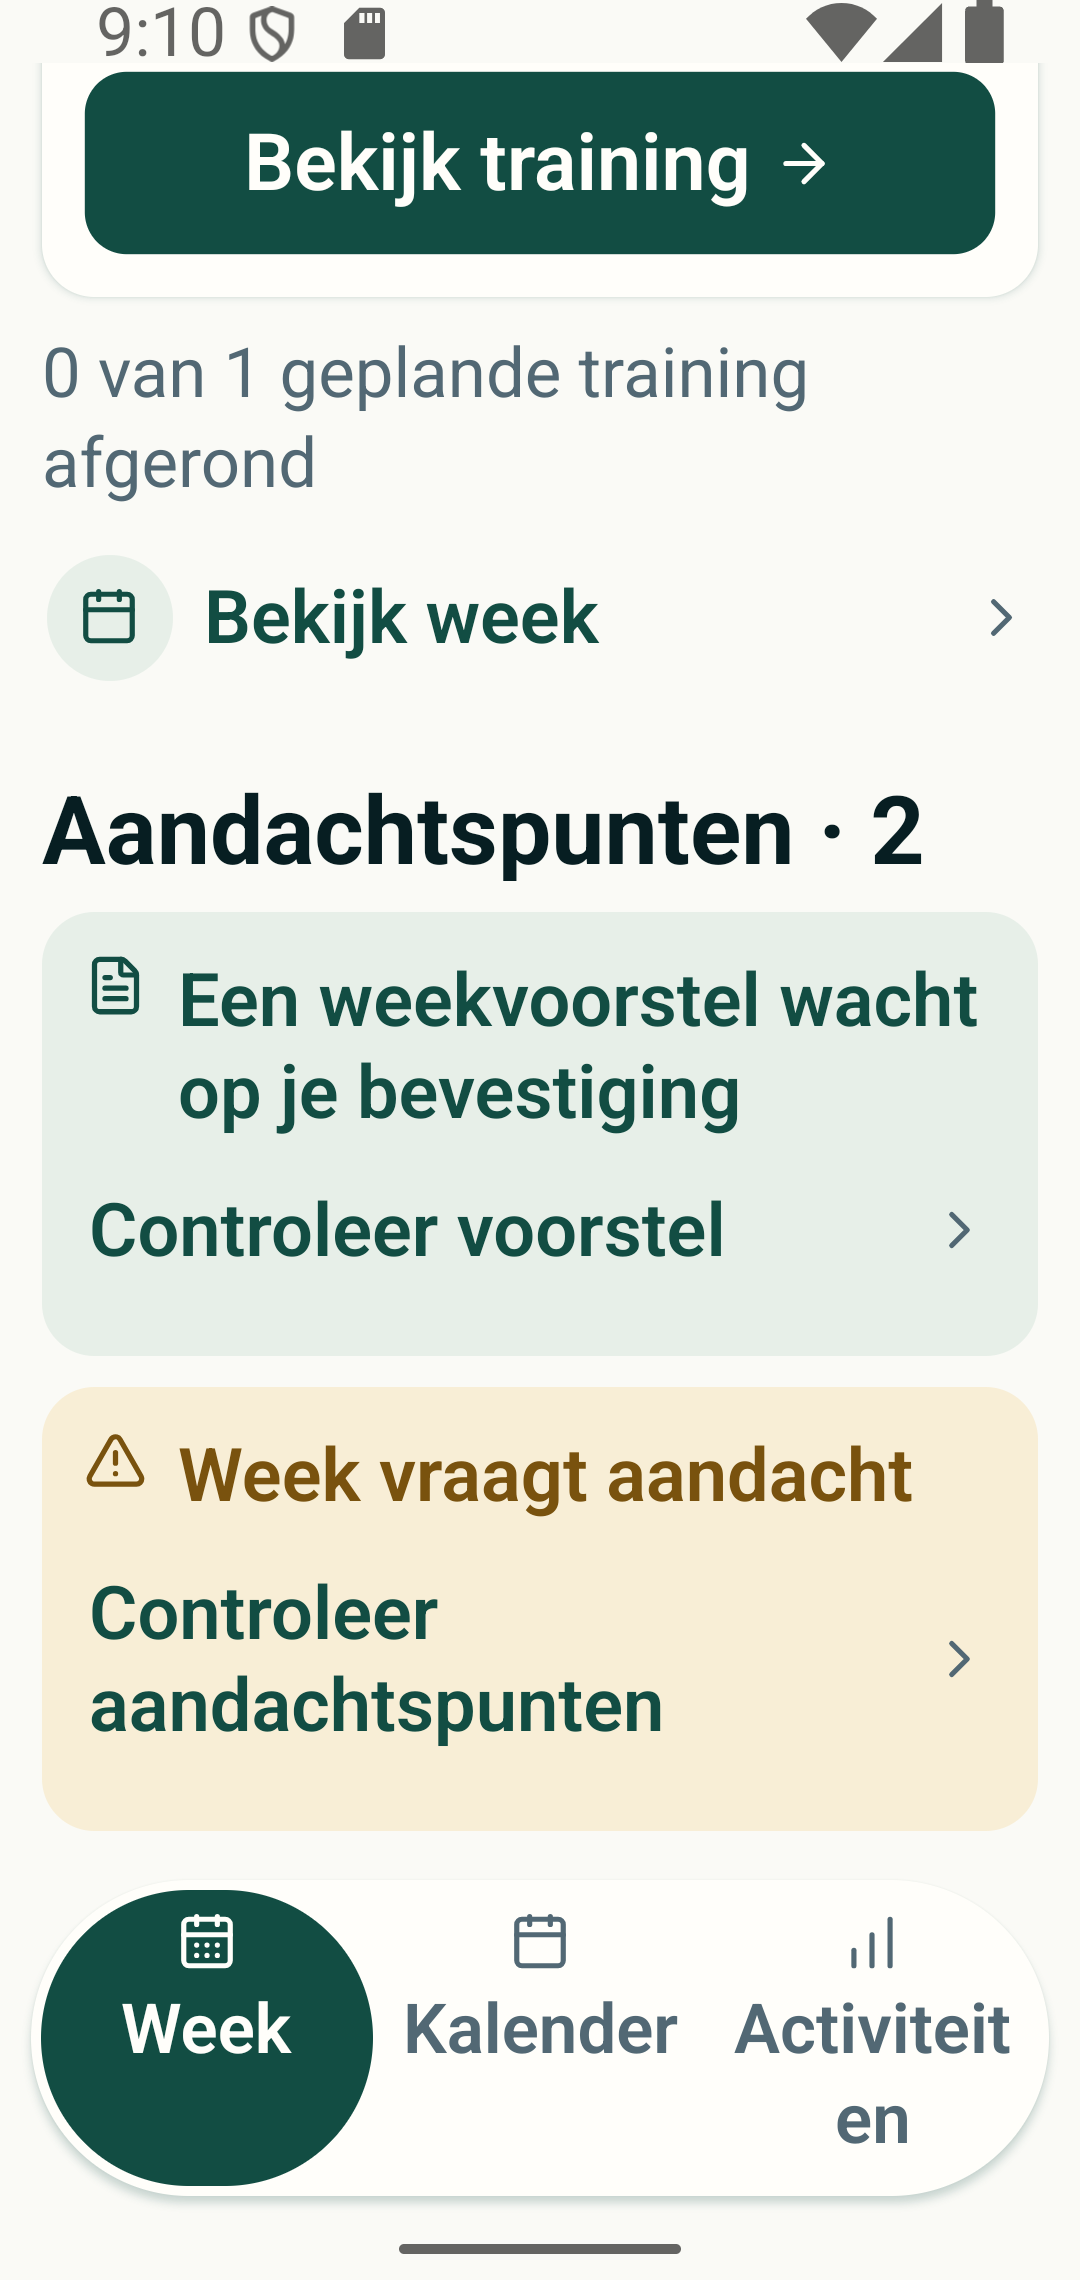 9:10
Bekijk training
0 van 1 geplande training
afgerond
Bekijk week
Aandachtspunten · 2
Een weekvoorstel wacht
op je bevestiging
Controleer voorstel
Week vraagt aandacht
Controleer
aandachtspunten
Week
Kalender
Activiteit
en